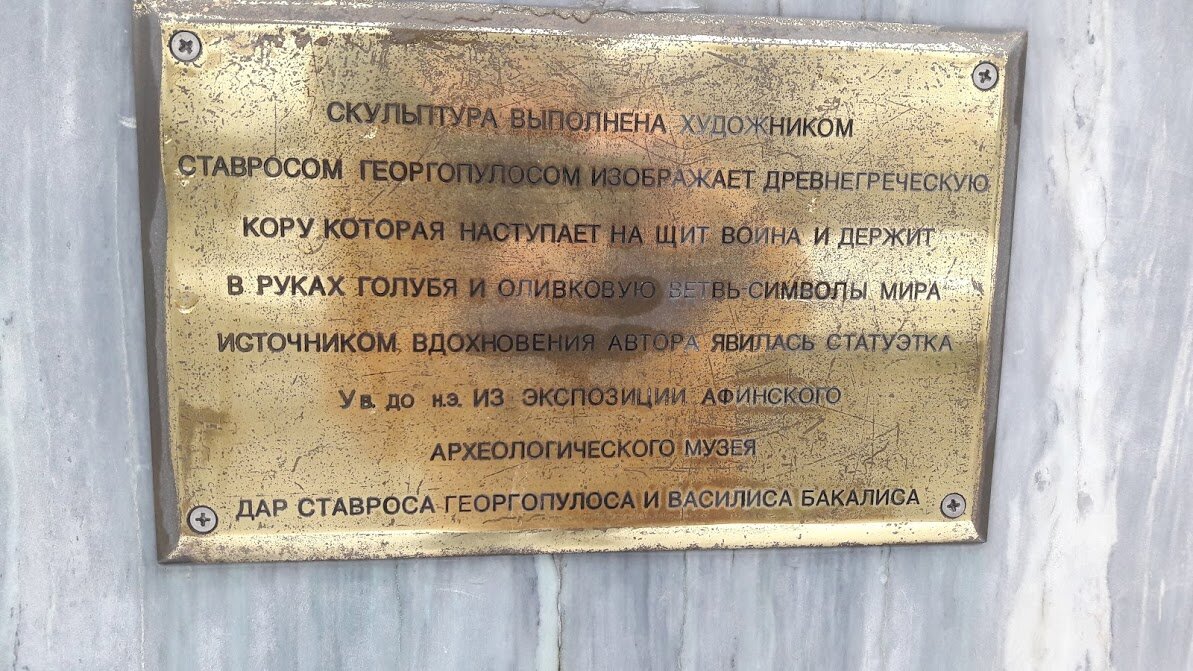 СКУЛЬПТУРА ВЫПОЛНЕНА ХУДОЖНИКОМ
СТАВРОСОМ ГЕОРГОПУЛОСОМ ИЗОБРАЖАЕТ ДРЕВНЕГРЕЧЕСКУЮ
КОРУ КОТОРАЯ НАСТУПАЕТ НА ЩИТ ВОИНА И ДЕРЖИТ
В РУКАХ ГОЛУБЯ И ОЛИВКОВУЮ ВЕТВЬ-СИМВОЛЫ МИРА
ИСТОЧНИКОМ ВДОХНОВЕНИЯ АВТОРА ЯВИЛАСЬ СТАТУЭТКА
У в. до н.э. ИЗ ЭКСПОЗИЦИИ АФИНСКОГО
АРХЕОЛОГИЧЕСКОГО МУЗЕЯ
ДАР СТАВРОСА ГЕОРГОПУЛОСА И ВАСИЛИСА БАКАЛИСА